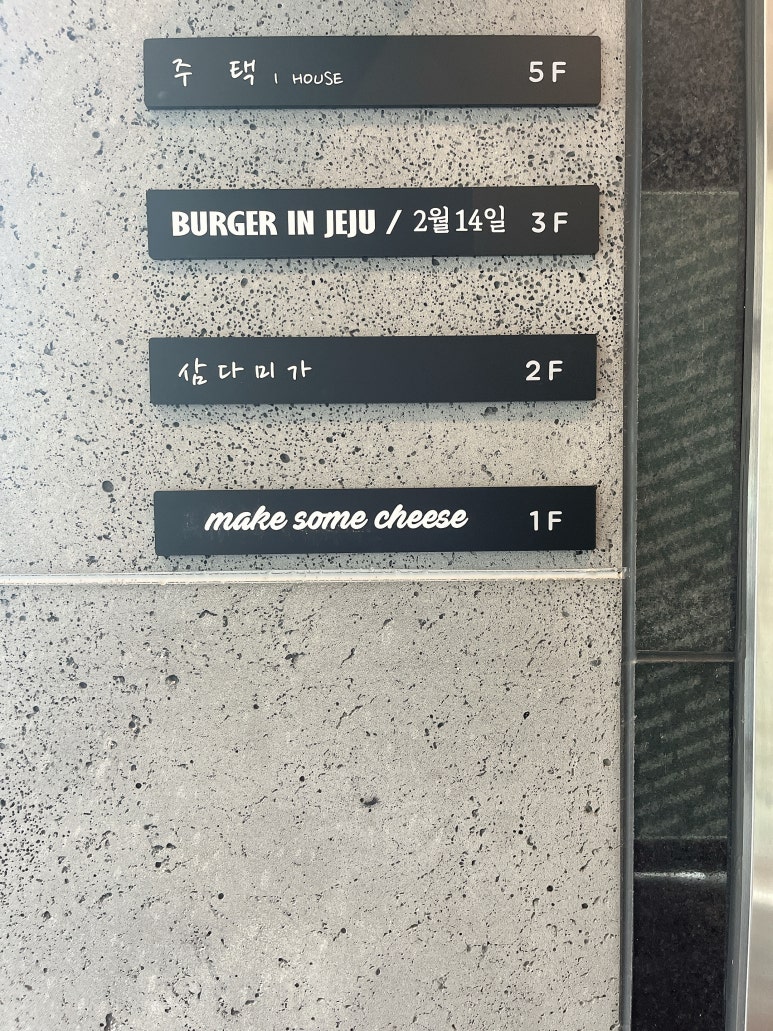 주 택 | HOUSE 5F
BURGER IN JEJU / 2월14일 3F
삼다미가 2F
make some cheese 1F